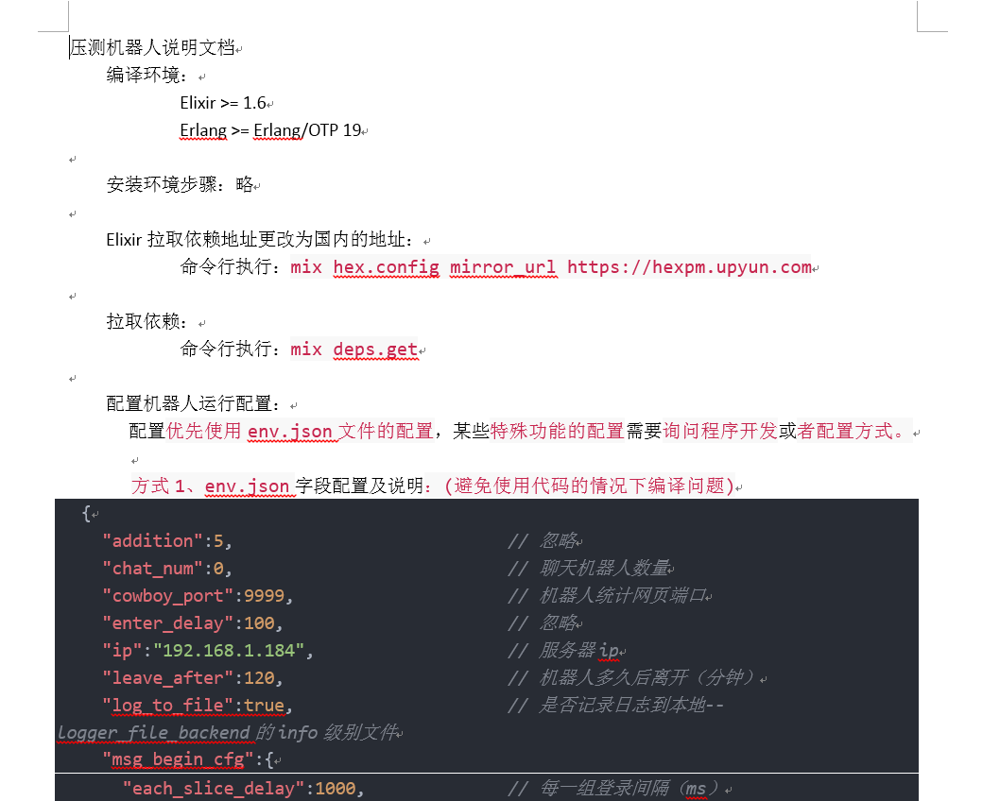 压测机器人说明文档
编译环境：
Elixir >= 1.6
Erlang >= Erlang/OTP 19
安装环境步骤：略
Elixir 拉取依赖地址更改为国内的地址：
命令行执行：mix hex.config mirror_url https://hexpm.upyun.com
拉取依赖：
命令行执行：mix deps.get
配置机器人运行配置：
配置优先使用 env.json 文件的配置，某些特殊功能的配置需要询问程序开发或者配置方式。
方式 1、env.json 字段配置及说明：(避免使用代码的情况下编译问题)
{
"addition":5, // 忽略
"chat_num":0, // 聊天机器人数量
"cowboy_port":9999, // 机器人统计网页端口
"enter_delay":100, // 忽略
"ip":"192.168.1.184", // 服务器 ip
"leave_after":120, // 机器人多久后离开（分钟）
"log_to_file":true, // 是否记录日志到本地--
logger_file_backend 的 info 级别文件
"msg_begin_cfg":{
"each_slice_delay":1000, // 每一组登录间隔（ms）